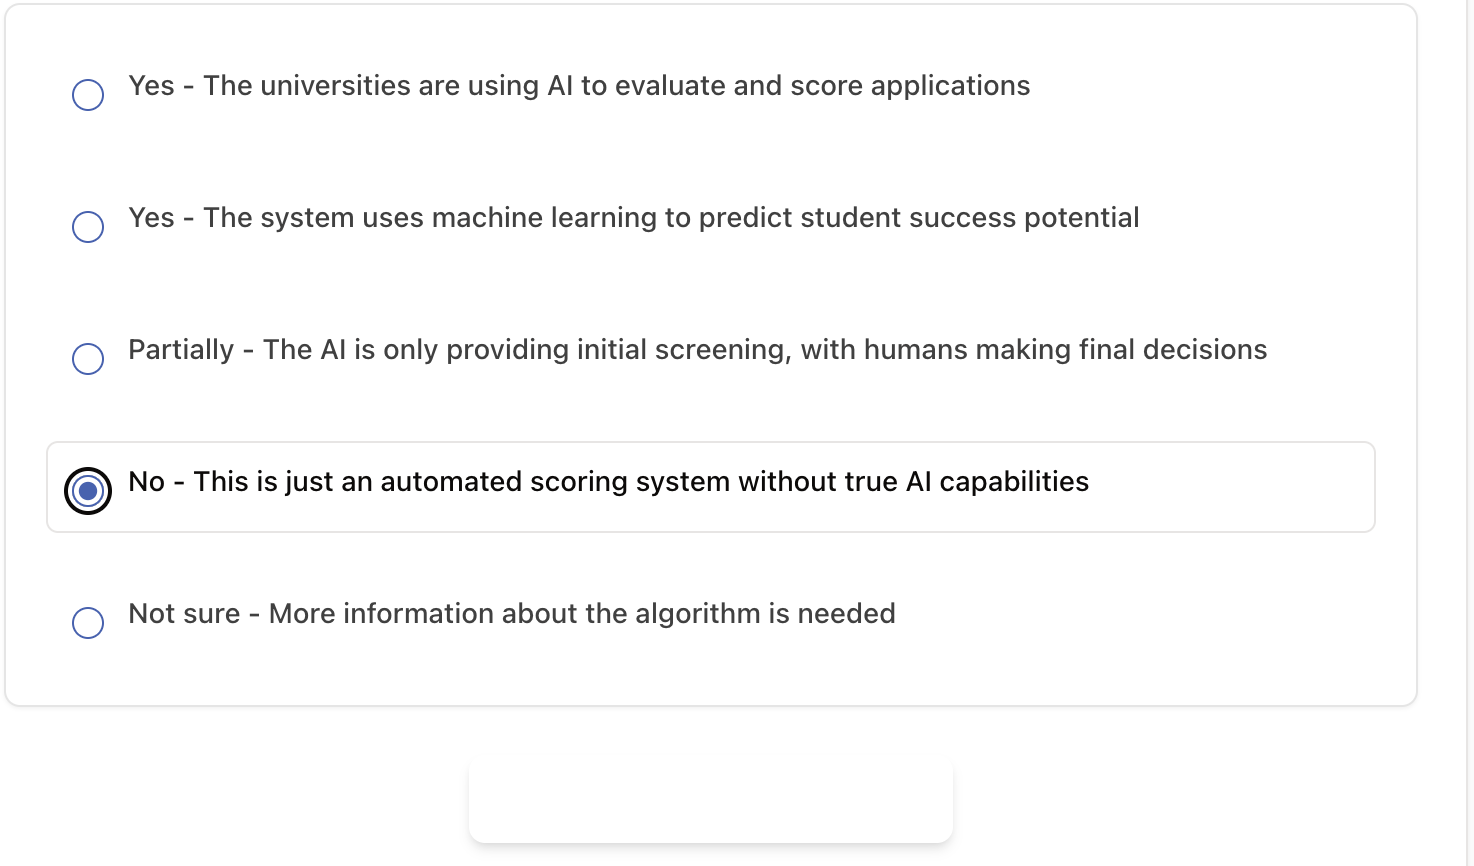 Yes - The universities are using AI to evaluate and score applications
Yes - The system uses machine learning to predict student success potential
Partially - The AI is only providing initial screening, with humans making final decisions
No - This is just an automated scoring system without true AI capabilities
Not sure - More information about the algorithm is needed